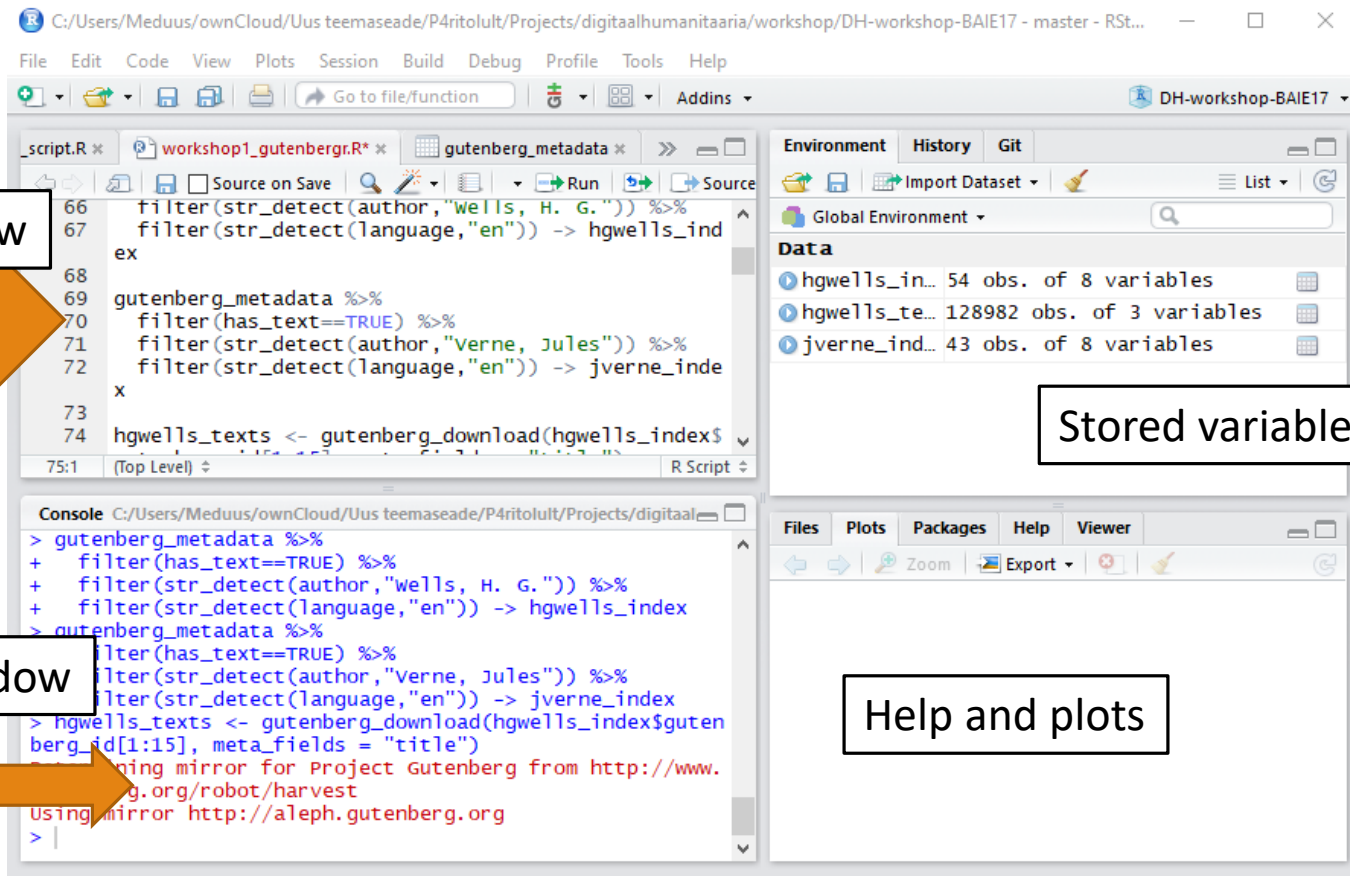 C:/Users/Meduus/ownCloud/Uus teemaseade/P4ritolult/Projects/digitaalhumanitaaria/workshop/DH-workshop-BAIE17 - master - RSt...
File Edit Code View Plots Session Build Debug Profile Tools Help
Go to file/function Addins DH-workshop-BAIE17
_script.R workshop1_gutenbergr.R* gutenberg_metadata
Source on Save Run Source
66 filter(str_detect(author,"Wells, H. G.")) %>%
67 filter(str_detect(language,"en")) -> hgwells_ind
ex
68
69 gutenberg_metadata %>%
70 filter(has_text==TRUE) %>%
71 filter(str_detect(author,"Verne, Jules")) %>%
72 filter(str_detect(language,"en")) -> jverne_inde
x
73
74 hgwells_texts <- gutenberg_download(hgwells_index$
75:1 (Top Level) R Script
w
Console C:/Users/Meduus/ownCloud/Uus teemaseade/P4ritolult/Projects/digitaal
> gutenberg_metadata %>%
+ filter(has_text==TRUE) %>%
+ filter(str_detect(author,"Wells, H. G.")) %>%
+ filter(str_detect(language,"en")) -> hgwells_index
> gutenberg_metadata %>%
ilter(has_text==TRUE) %>%
ilter(str_detect(author,"Verne, Jules")) %>%
ilter(str_detect(language,"en")) -> jverne_index
> hgwells_texts <- gutenberg_download(hgwells_index$guten
berg_id[1:15], meta_fields = "title")
ning mirror for Project Gutenberg from http://www.
g.org/robot/harvest
Using mirror http://aleph.gutenberg.org
>
dow
Environment History Git
Import Dataset List
Global Environment
Data
hgwells_in… 54 obs. of 8 variables
hgwells_te… 128982 obs. of 3 variables
jverne_ind… 43 obs. of 8 variables
Stored variable
Files Plots Packages Help Viewer
Zoom Export
Help and plots